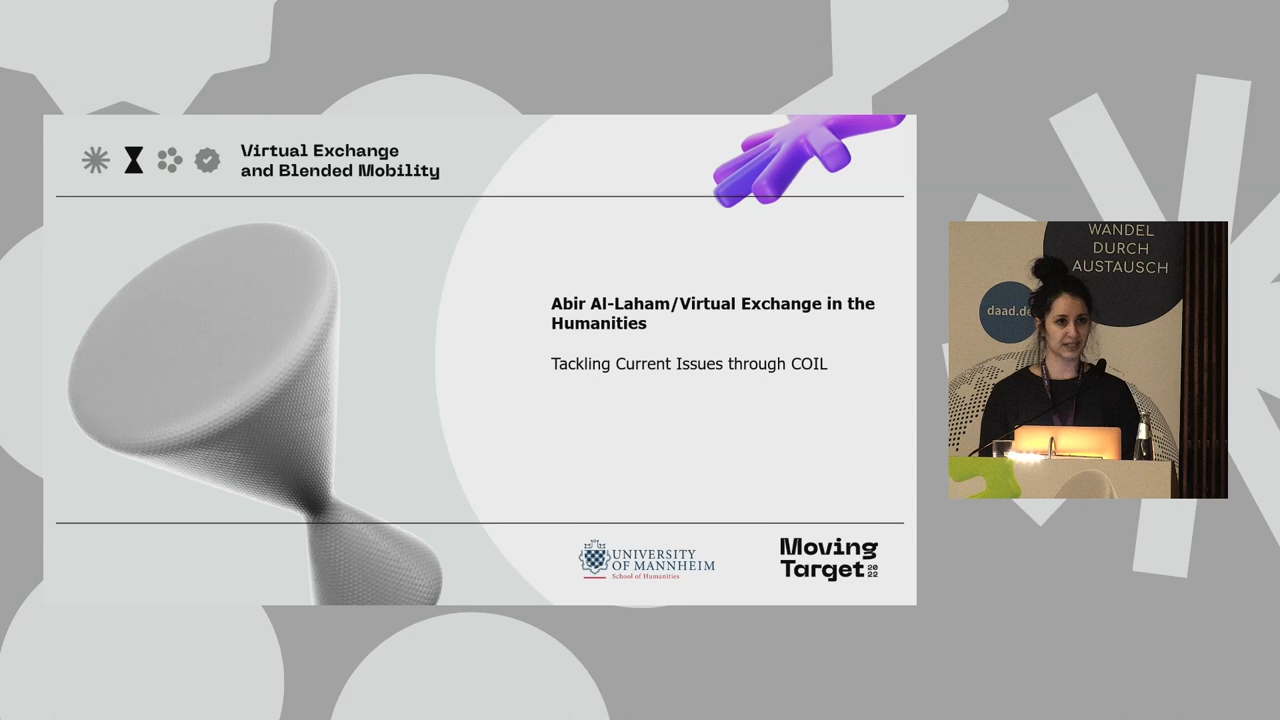 Virtual Exchange
and Blended Mobility
Abir Al-Laham/Virtual Exchange in the
Humanities
Tackling Current Issues through COIL
UNIVERSITY
OF MANNHEIM
School of Humanities
Moving
Target 20
22
WANDEL
DURCH
AUSTAUSCH
daad.de